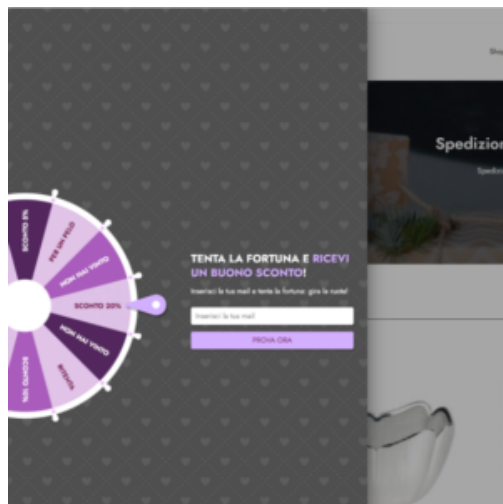 Shop
Spedizion
Spedizi
SCONTO 5%
PER UN PELO
NON HAI VINTO
SCONTO 20%
NON HAI VINTO
RITENTA
SCONTO 10%
TENTA LA FORTUNA E RICEVI
UN BUONO SCONTO!
Inserisci la tua mail e tenta la fortuna: gira la ruota!
Inserisci la tua mail
PROVA ORA